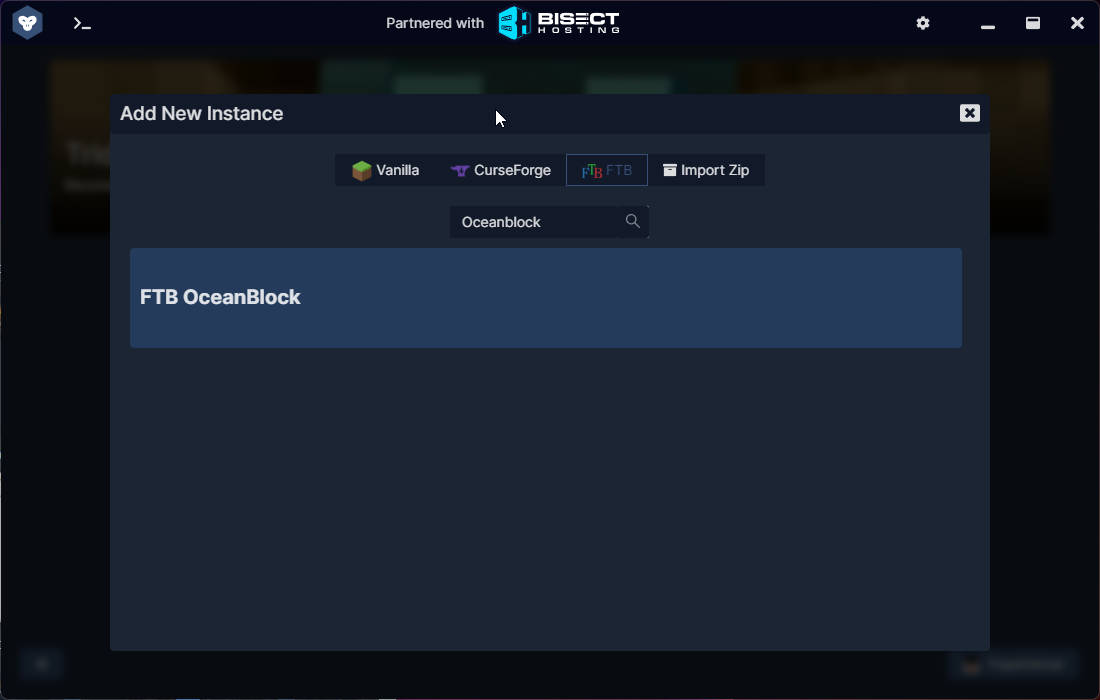 Partnered with BISECT
HOSTING
Add New Instance
Vanilla CurseForge FTB FTB Import Zip
Oceanblock
FTB OceanBlock